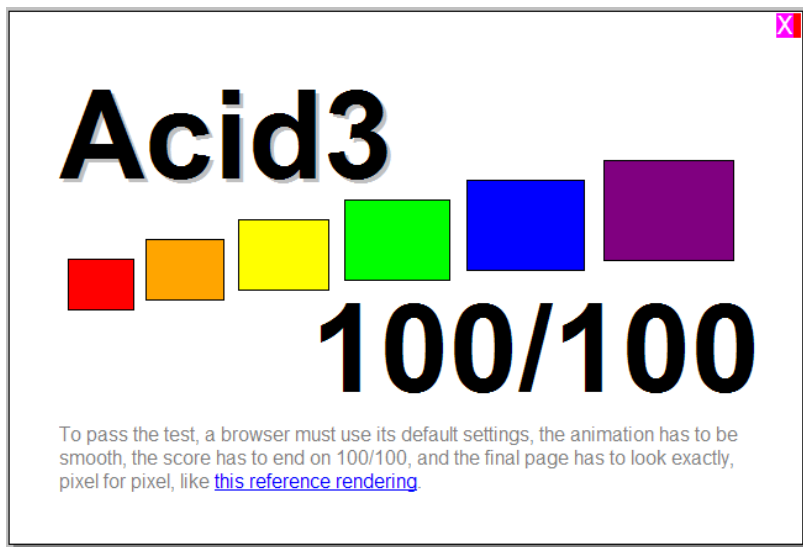 X
Acid3
100/100
To pass the test, a browser must use its default settings, the animation has to be
smooth, the score has to end on 100/100, and the final page has to look exactly,
pixel for pixel, like this reference rendering.